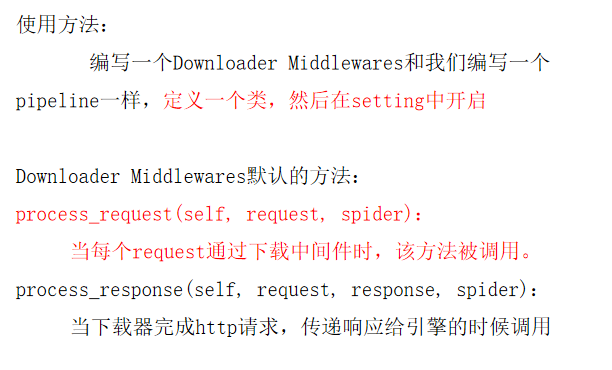 使用方法：
编写一个Downloader Middlewares和我们编写一个
pipeline一样，定义一个类，然后在setting中开启
Downloader Middlewares默认的方法：
process_request(self, request, spider)：
当每个request通过下载中间件时，该方法被调用。
process_response(self, request, response, spider)：
当下载器完成http请求，传递响应给引擎的时候调用